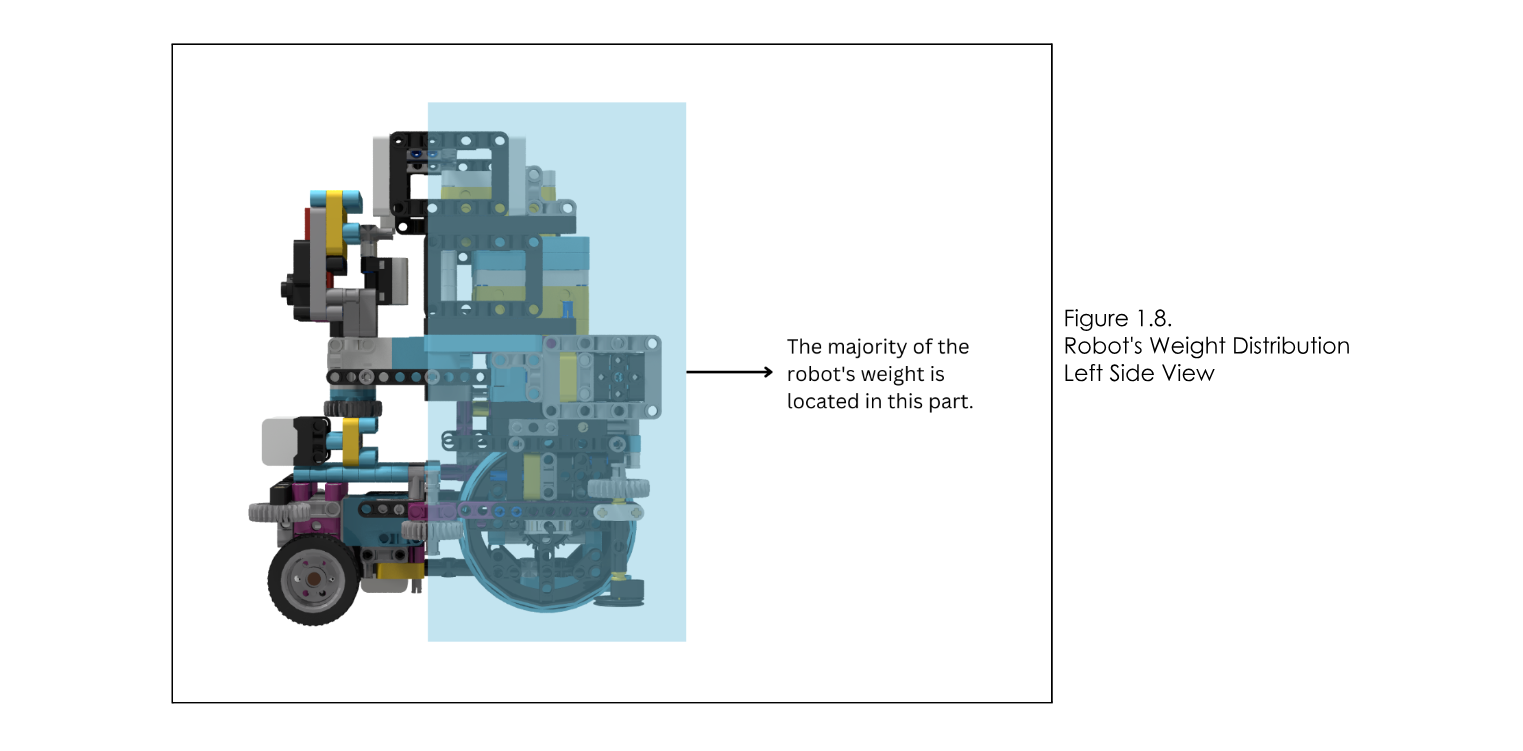 The majority of the
robot's weight is
located in this part.
Figure 1.8.
Robot's Weight Distribution
Left Side View